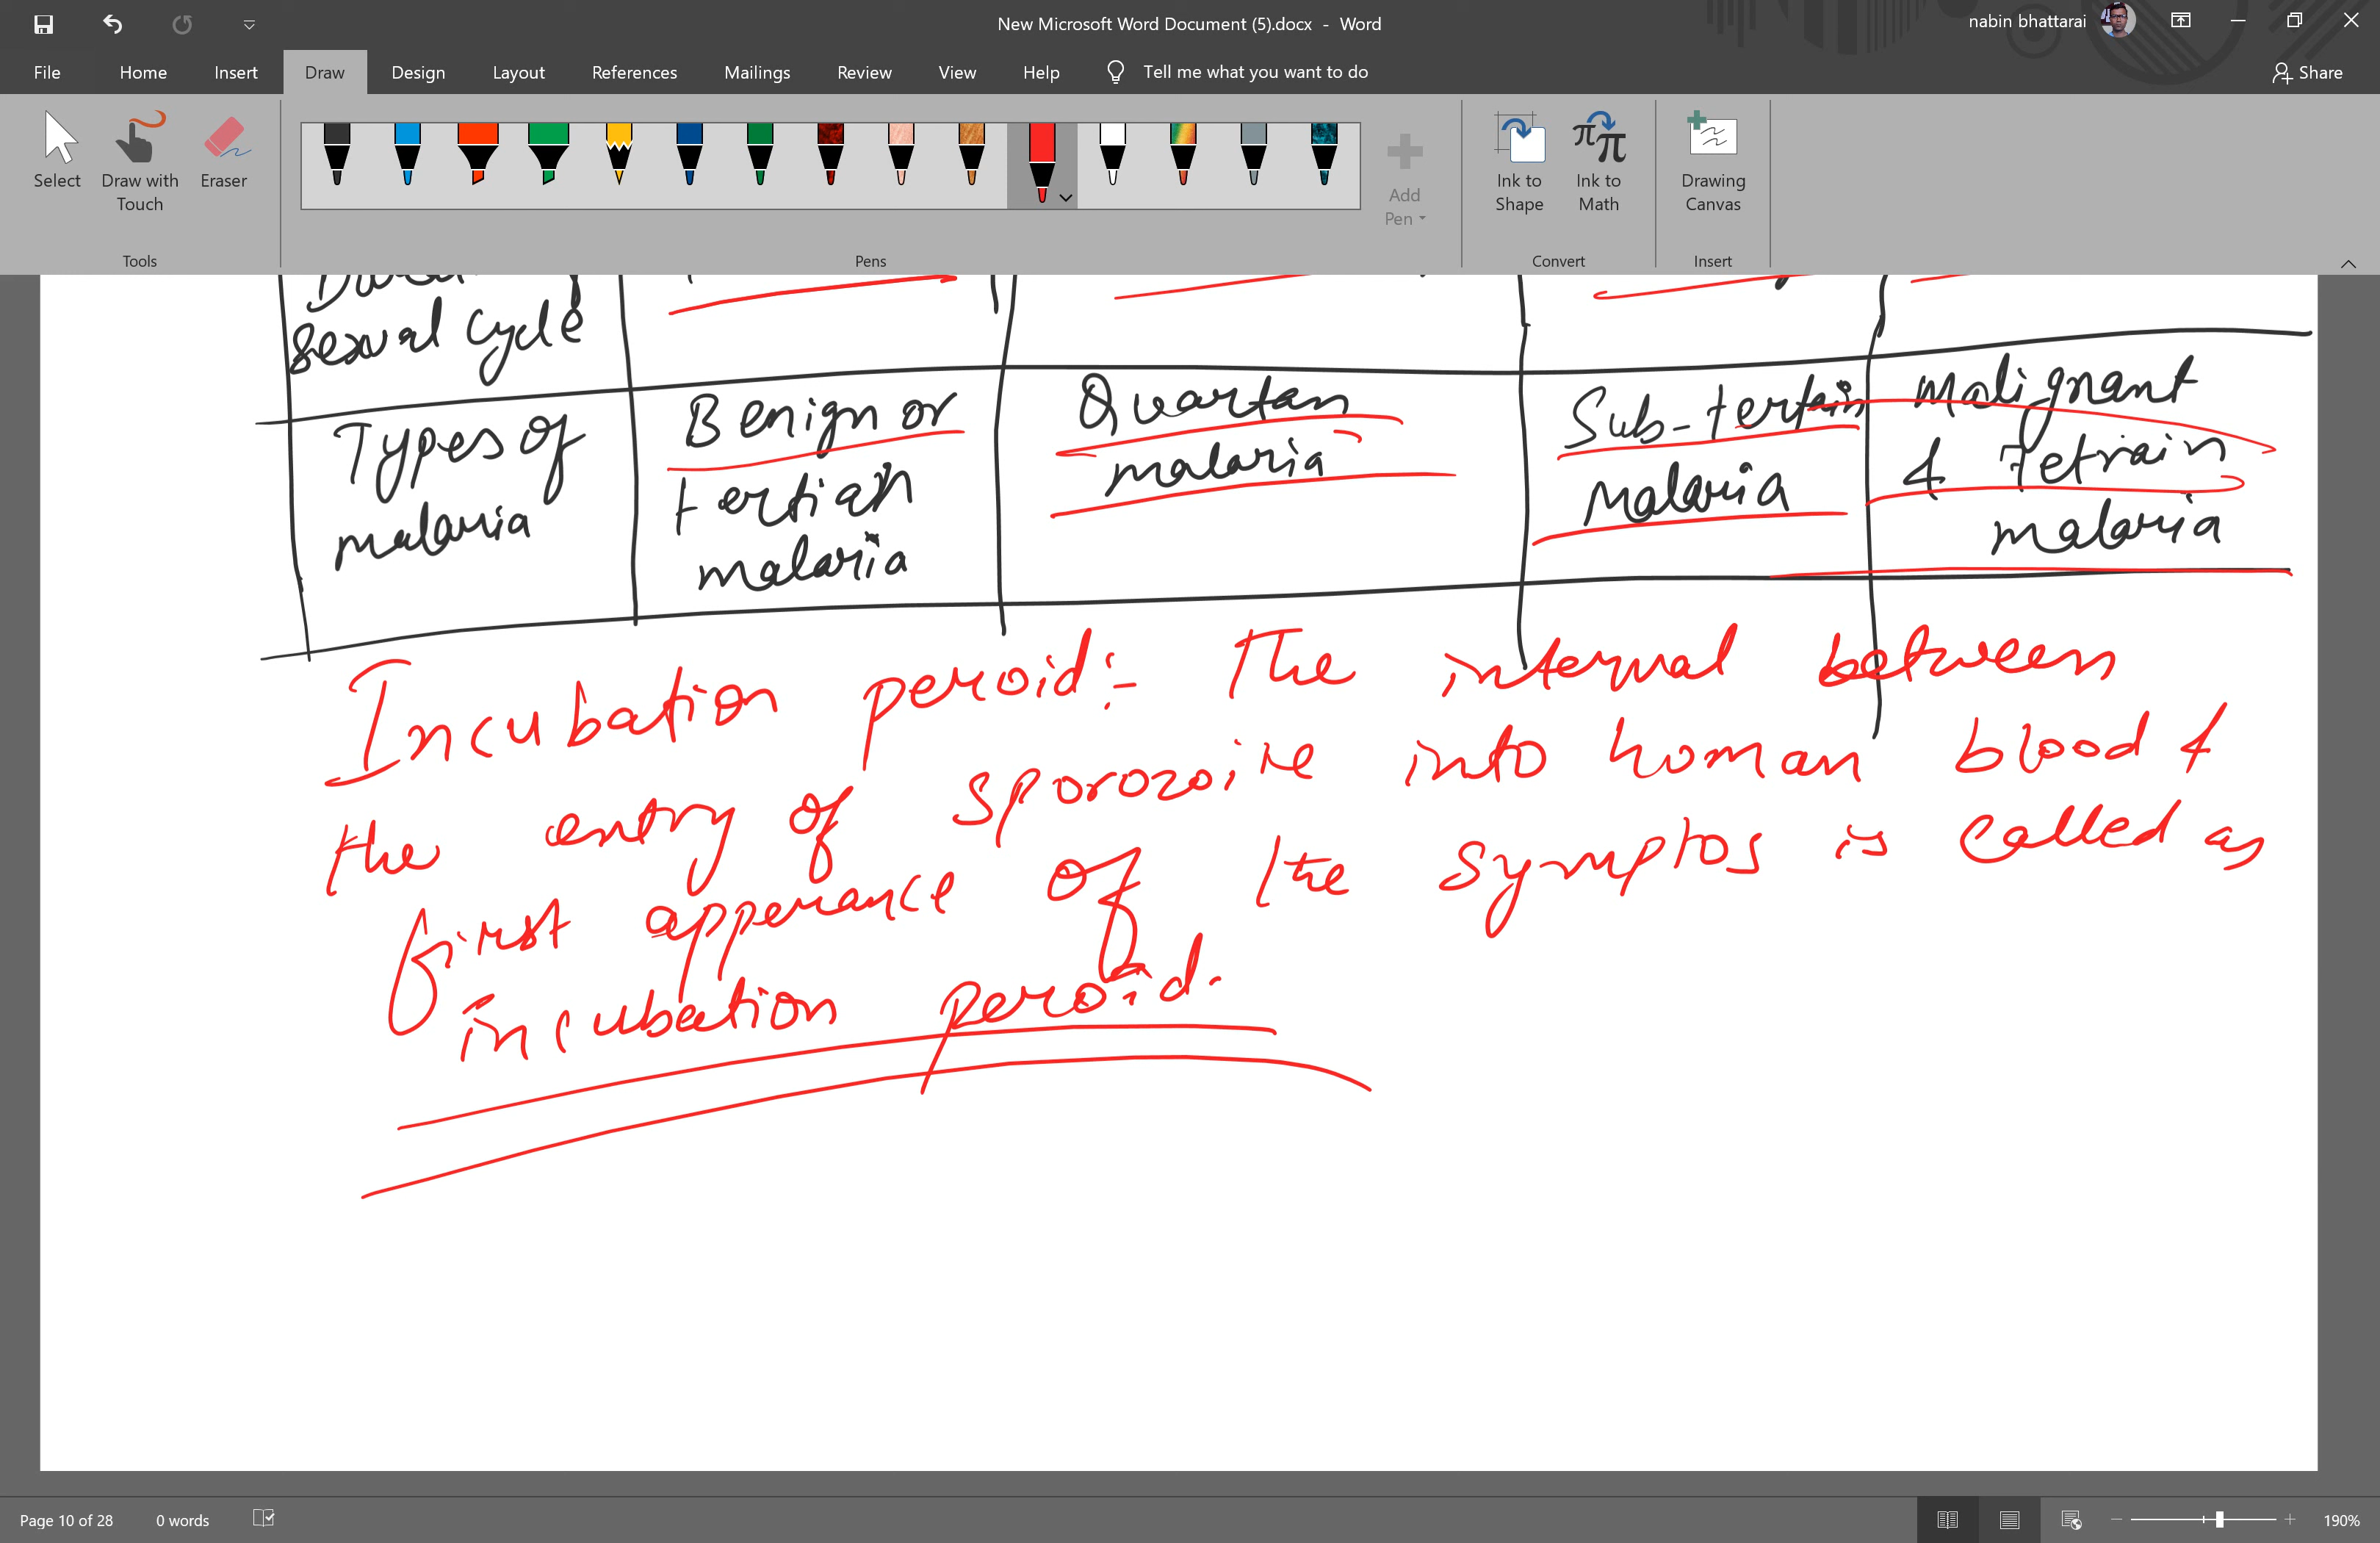 New Microsoft Word Document (5).docx - Word
nabin bhattarai
File Home Insert Draw Design Layout References Mailings Review View Help Tell me what you want to do Share
Select Draw with Touch Eraser
Add Pen
Ink to Shape Ink to Math
Drawing Canvas
Tools Pens Convert Insert
sexual cycle
Types of malaria
Benign or tertian malaria
Quartan malaria
Sub-tertain malaria
Malignant & Tetrain malaria
Incubation peroid:- The interval between
the entry of sporozoite into human blood &
first apperance of the symptos is called as
incubation peroid.
Page 10 of 28 0 words 190%